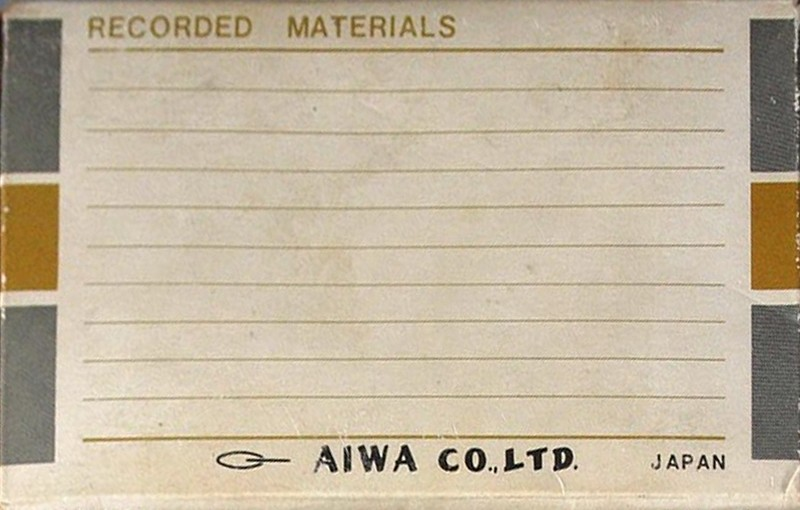 RECORDED MATERIALS
AIWA CO.,LTD. JAPAN